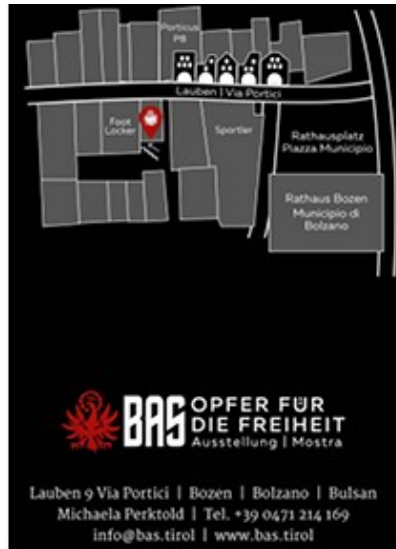 Porticus
PB
Lauben | Via Portici
Foot
Locker
Sportler
Rathausplatz
Piazza Municipio
Rathaus Bozen
Municipio di
Bolzano
BAS OPFER FÜR
DIE FREIHEIT
Ausstellung | Mostra
Lauben 9 Via Portici | Bozen | Bolzano | Bulsan
Michaela Perktold | Tel. +39 0471 214 169
info@bas.tirol | www.bas.tirol